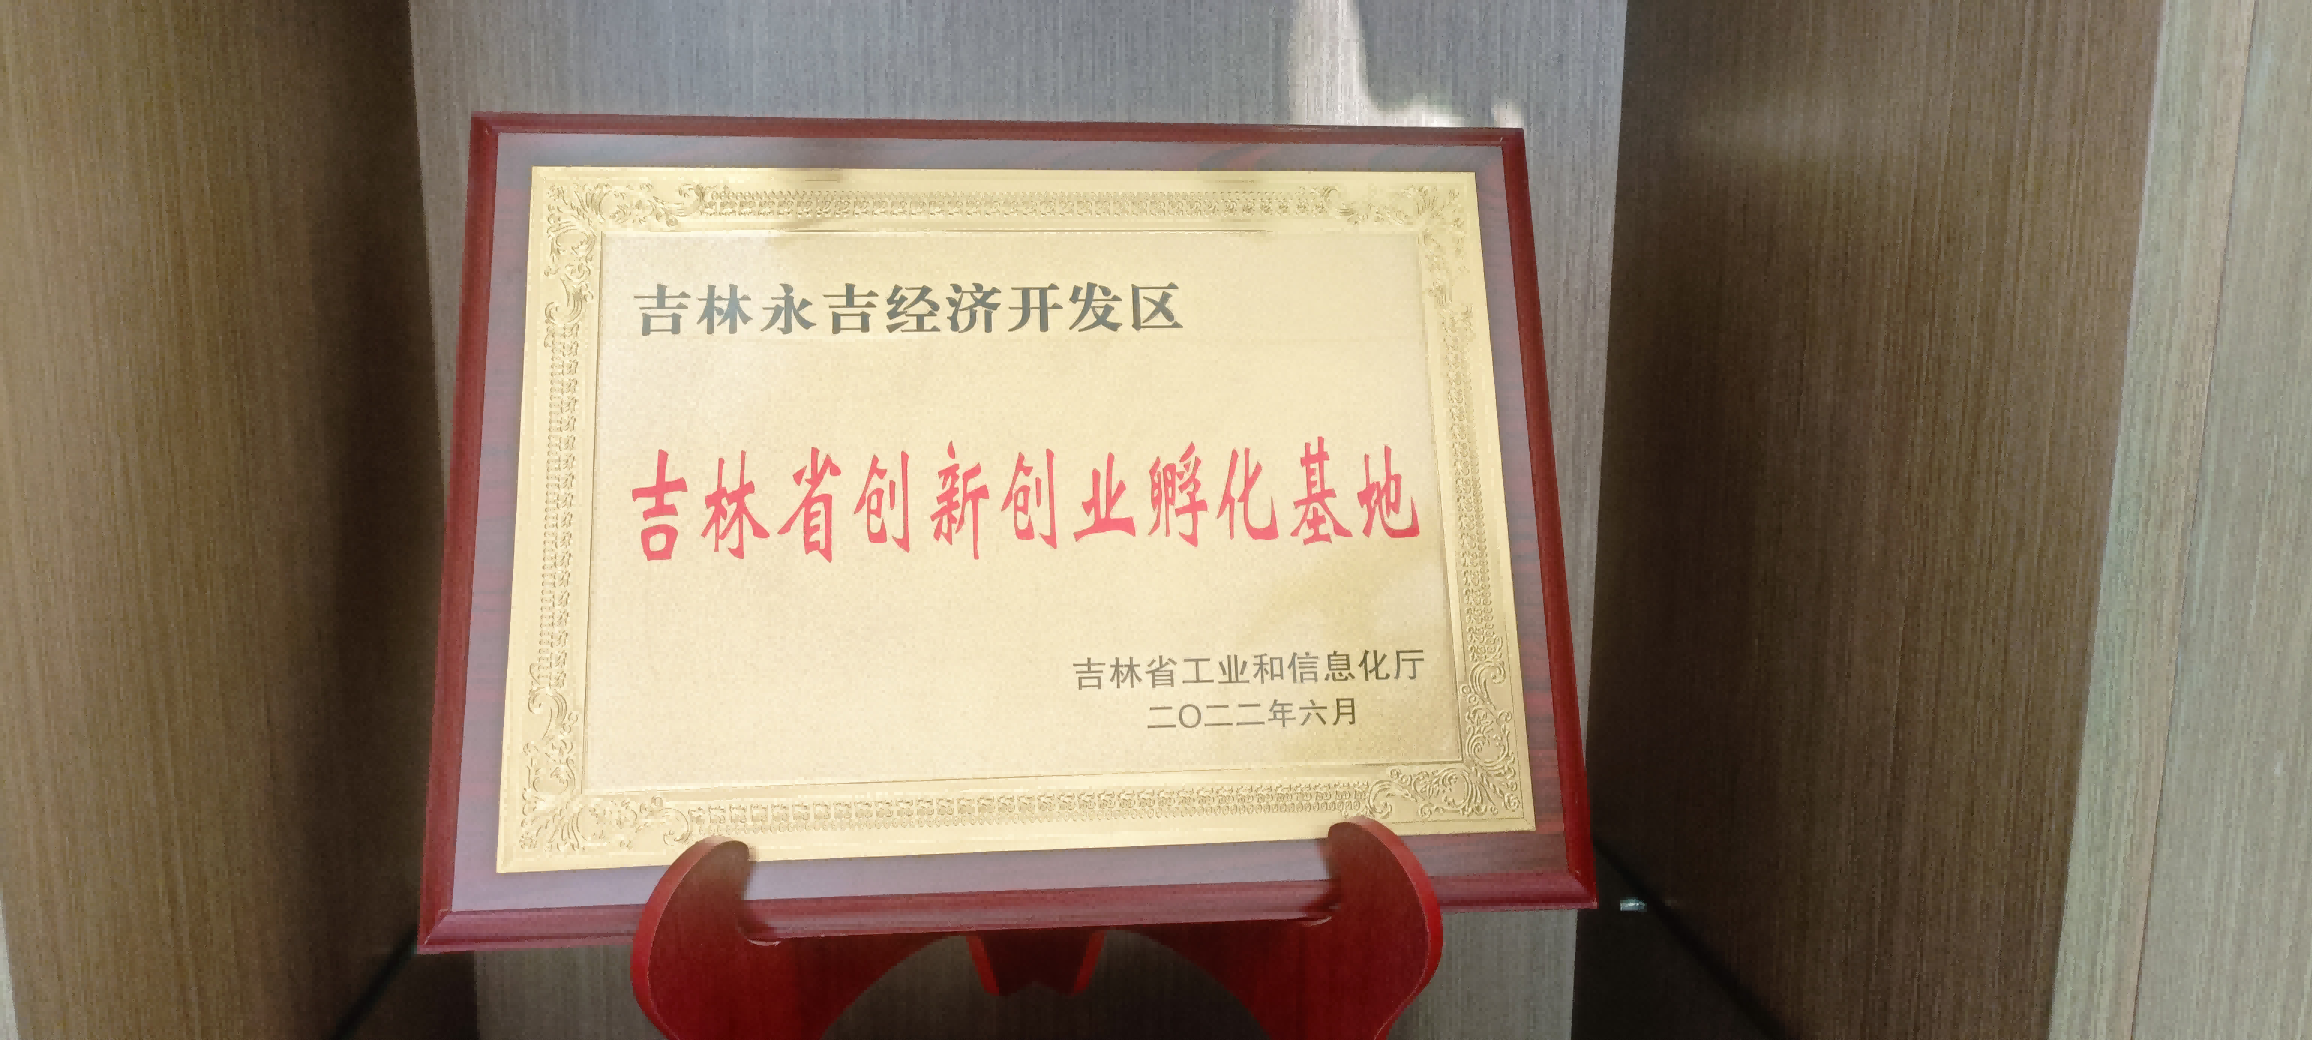 吉林永吉经济开发区
吉林省创新创业孵化基地
吉林省工业和信息化厅
二〇二二年六月